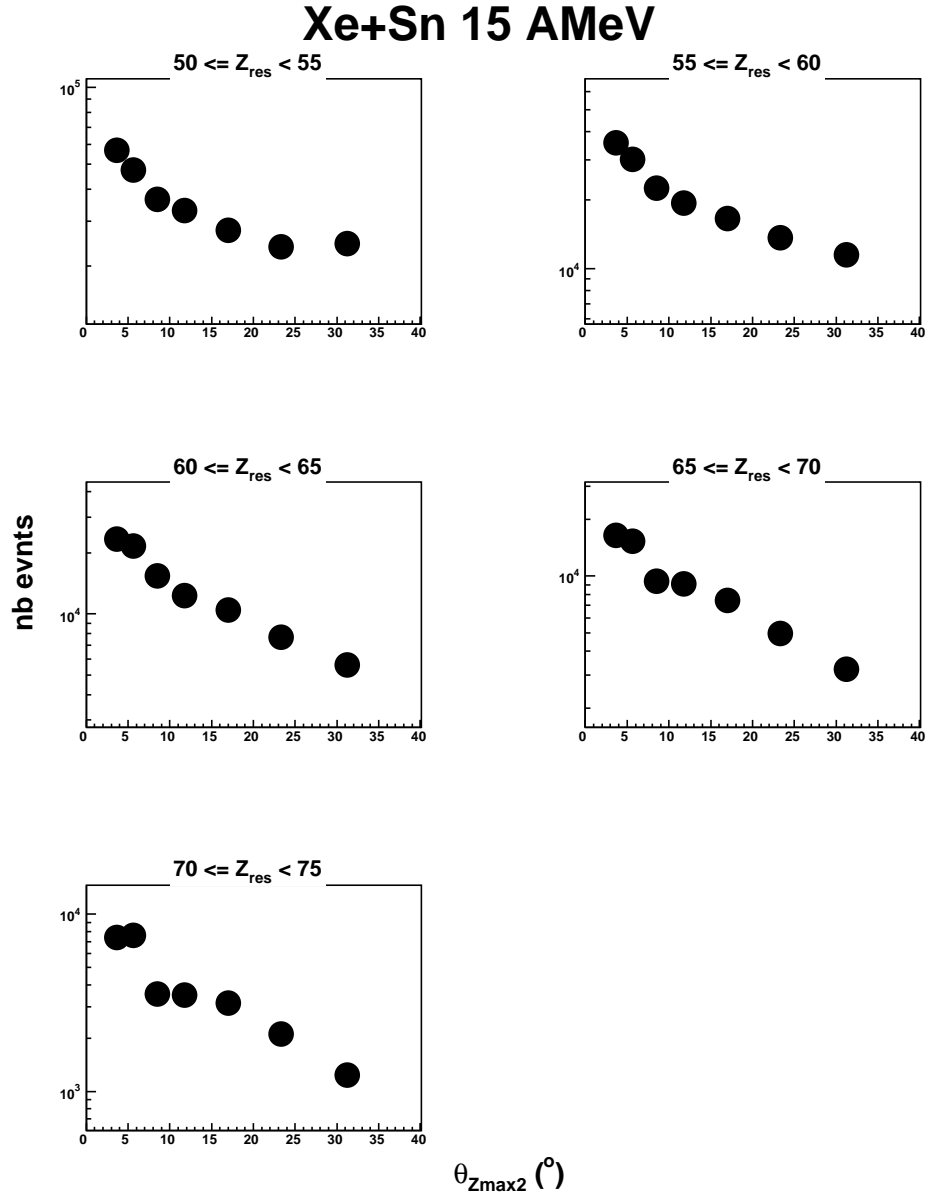 Xe+Sn 15 AMeV
50 <= Z_res < 55
10^5
0 5 10 15 20 25 30 35 40
55 <= Z_res < 60
10^4
0 5 10 15 20 25 30 35 40
60 <= Z_res < 65
10^4
0 5 10 15 20 25 30 35 40
65 <= Z_res < 70
10^4
0 5 10 15 20 25 30 35 40
nb evnts
70 <= Z_res < 75
10^4
10^3
0 5 10 15 20 25 30 35 40
θ_Zmax2 (^o)